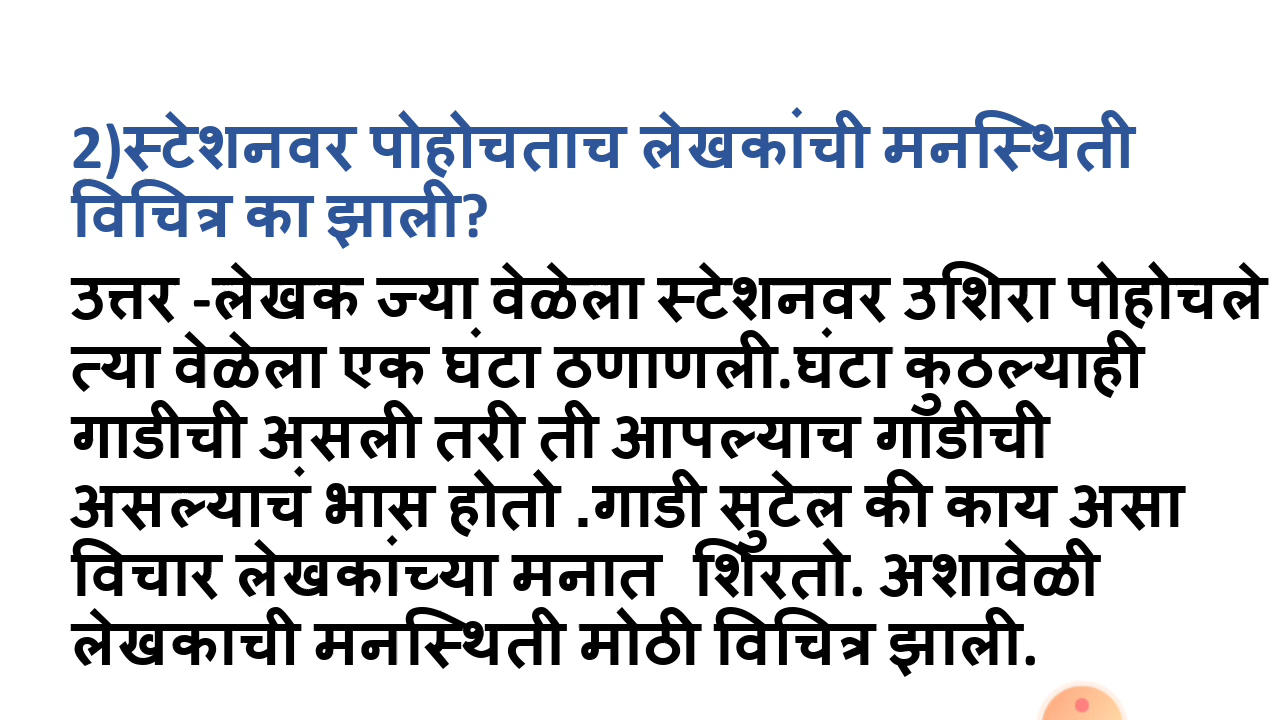 2)स्टेशनवर पोहोचताच लेखकांची मनस्थिती
विचित्र का झाली?
उत्तर -लेखक ज्या वेळेला स्टेशनवर उशिरा पोहोचले
त्या वेळेला एक घंटा ठणाणली.घंटा कुठल्याही
गाडीची असली तरी ती आपल्याच गाडीची
असल्याचं भास होतो .गाडी सुटेल की काय असा
विचार लेखकांच्या मनात  शिरतो. अशावेळी
लेखकाची मनस्थिती मोठी विचित्र झाली.